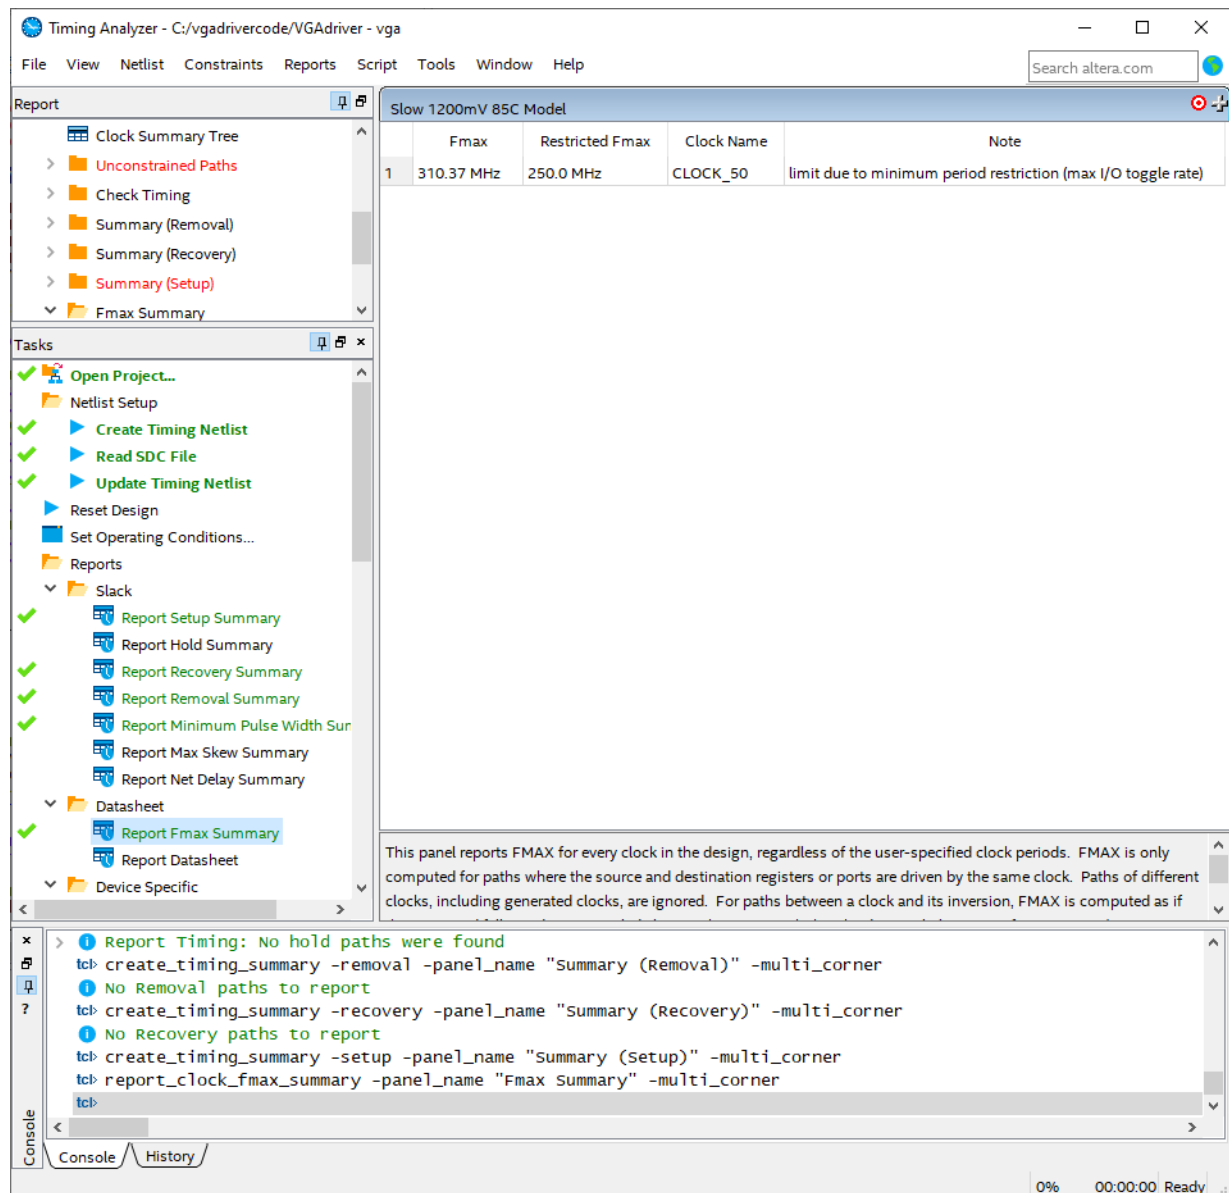 Timing Analyzer - C:/vgadrivercode/VGAdriver - vga
File View Netlist Constraints Reports Script Tools Window Help
Search altera.com
Report
Clock Summary Tree
Unconstrained Paths
Check Timing
Summary (Removal)
Summary (Recovery)
Summary (Setup)
Fmax Summary
Slow 1200mV 85C Model
Fmax Restricted Fmax Clock Name Note
1 310.37 MHz 250.0 MHz CLOCK_50 limit due to minimum period restriction (max I/O toggle rate)
Tasks
Open Project...
Netlist Setup
Create Timing Netlist
Read SDC File
Update Timing Netlist
Reset Design
Set Operating Conditions...
Reports
Slack
Report Setup Summary
Report Hold Summary
Report Recovery Summary
Report Removal Summary
Report Minimum Pulse Width Sur
Report Max Skew Summary
Report Net Delay Summary
Datasheet
Report Fmax Summary
Report Datasheet
Device Specific
This panel reports FMAX for every clock in the design, regardless of the user-specified clock periods. FMAX is only
computed for paths where the source and destination registers or ports are driven by the same clock. Paths of different
clocks, including generated clocks, are ignored. For paths between a clock and its inversion, FMAX is computed as if
Report Timing: No hold paths were found
tcl> create_timing_summary -removal -panel_name "Summary (Removal)" -multi_corner
No Removal paths to report
tcl> create_timing_summary -recovery -panel_name "Summary (Recovery)" -multi_corner
No Recovery paths to report
tcl> create_timing_summary -setup -panel_name "Summary (Setup)" -multi_corner
tcl> report_clock_fmax_summary -panel_name "Fmax Summary" -multi_corner
tcl>
Console
Console History
0% 00:00:00 Ready